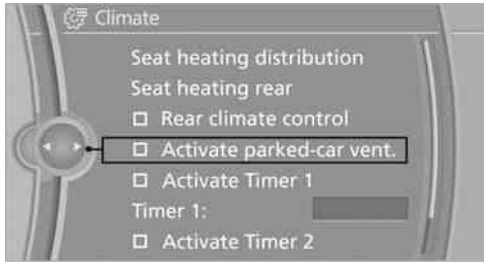 Climate
Seat heating distribution
Seat heating rear
Rear climate control
Activate parked-car vent.
Activate Timer 1
Timer 1:
Activate Timer 2